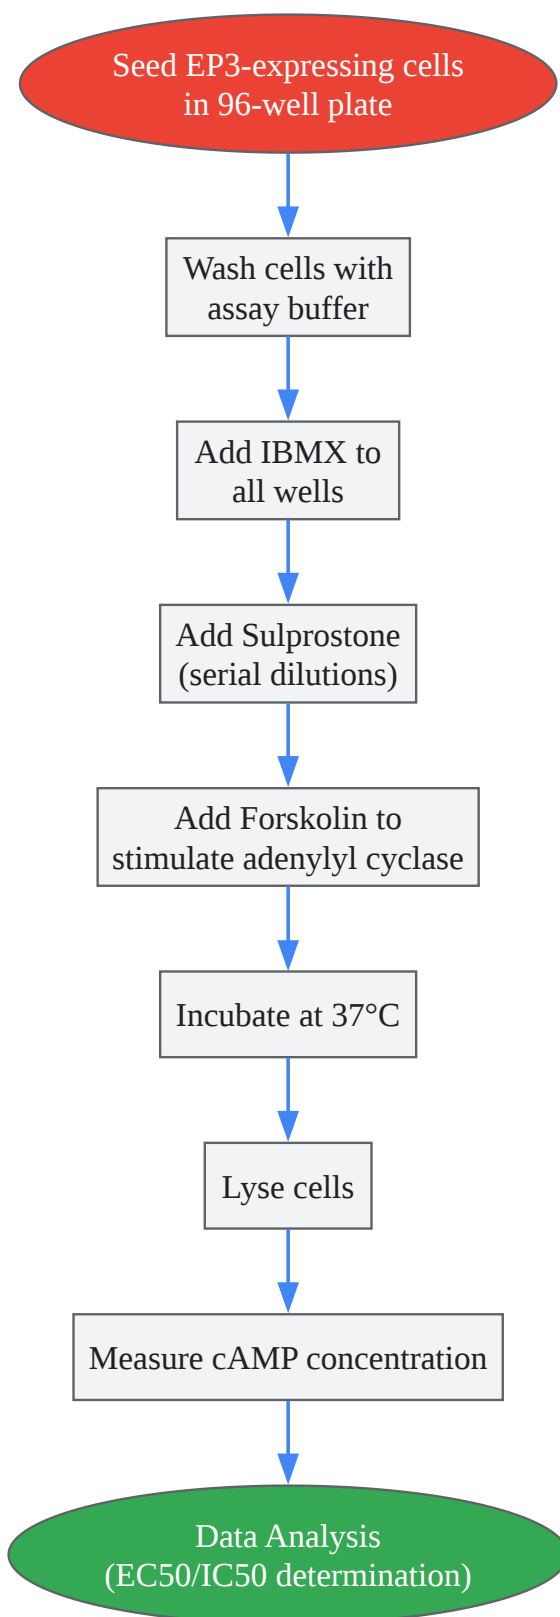 Seed EP3-expressing cells
in 96-well plate
Wash cells with
assay buffer
Add IBMX to
all wells
Add Sulprostone
(serial dilutions)
Add Forskolin to
stimulate adenylyl cyclase
Incubate at 37°C
Lyse cells
Measure cAMP concentration
Data Analysis
(EC50/IC50 determination)